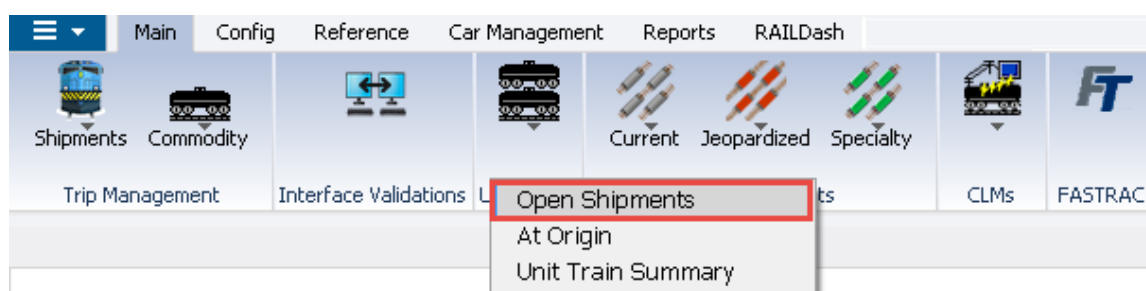 Main Config Reference Car Management Reports RAILDash
FT
Shipments Commodity Current Jeopardized Specialty
Trip Management Interface Validations CLMs FASTRAC
Open Shipments
At Origin
Unit Train Summary